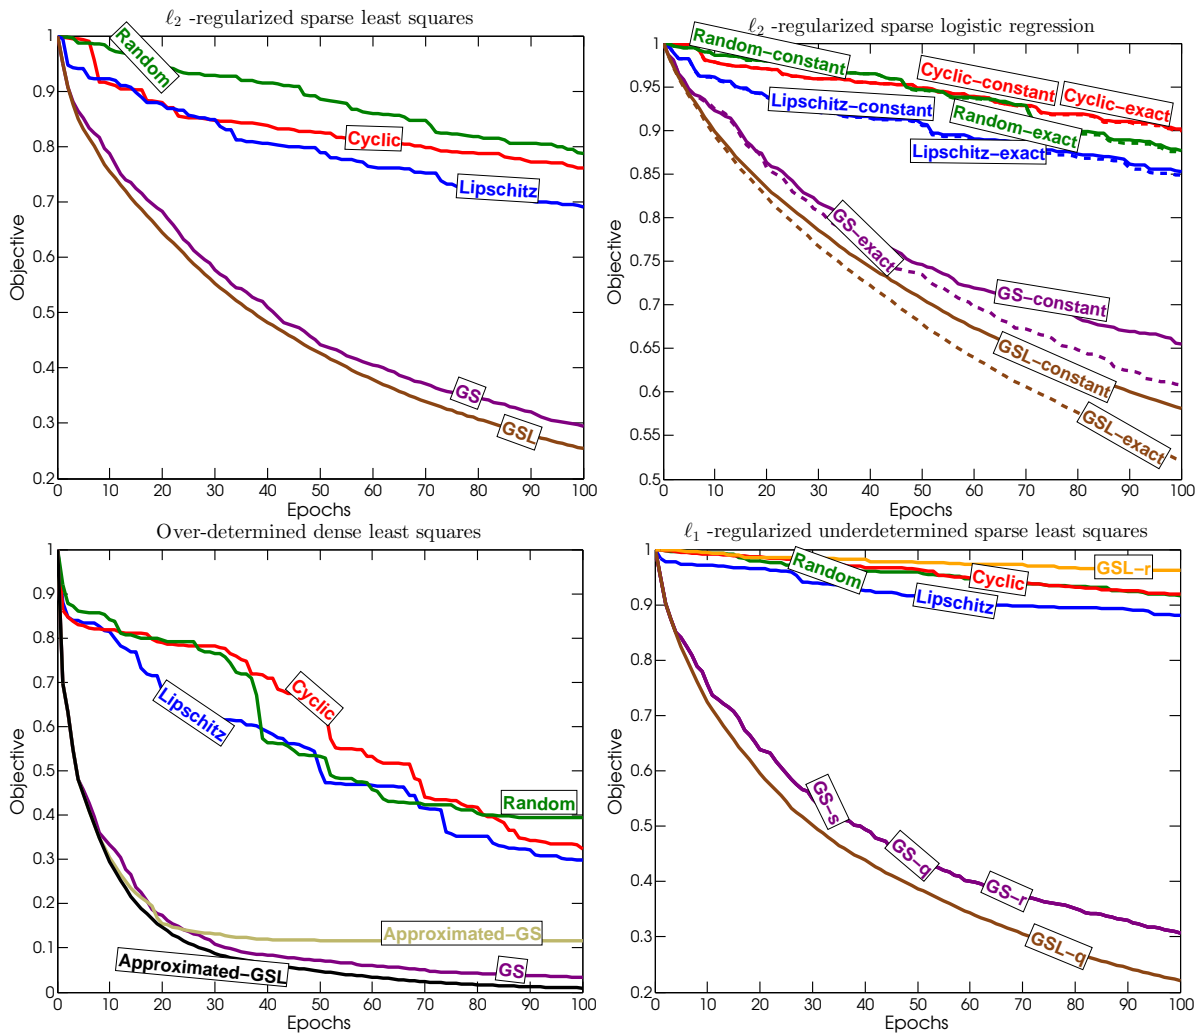 ℓ2 -regularized sparse least squares
Objective
1
0.9
0.8
0.7
0.6
0.5
0.4
0.3
0.2
Random
Cyclic
Lipschitz
GS
GSL
0 10 20 30 40 50 60 70 80 90 100
Epochs
ℓ2 -regularized sparse logistic regression
Objective
1
0.95
0.9
0.85
0.8
0.75
0.7
0.65
0.6
0.55
0.5
Random–constant
Cyclic–constant
Cyclic–exact
Lipschitz–constant
Random–exact
Lipschitz–exact
GS–exact
GS–constant
GSL–constant
GSL–exact
0 10 20 30 40 50 60 70 80 90 100
Epochs
Over-determined dense least squares
Objective
1
0.9
0.8
0.7
0.6
0.5
0.4
0.3
0.2
0.1
0
Cyclic
Lipschitz
Random
Approximated–GS
Approximated–GSL
GS
0 10 20 30 40 50 60 70 80 90 100
Epochs
ℓ1 -regularized underdetermined sparse least squares
Objective
1
0.9
0.8
0.7
0.6
0.5
0.4
0.3
0.2
Random
GSL–r
Cyclic
Lipschitz
GS–s
GS–q
GS–r
GSL–q
0 10 20 30 40 50 60 70 80 90 100
Epochs